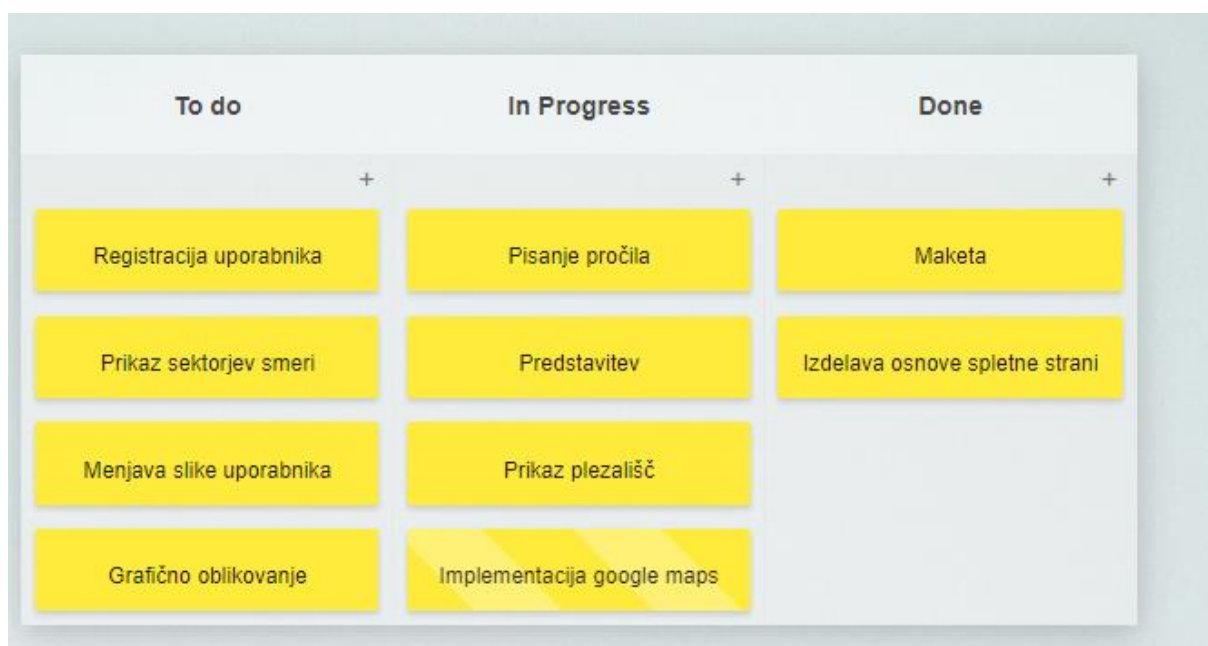 To do
In Progress
Done
+
+
+
Registracija uporabnika
Pisanje pročila
Maketa
Prikaz sektorjev smeri
Predstavitev
Izdelava osnove spletne strani
Menjava slike uporabnika
Prikaz plezališč
Grafično oblikovanje
Implementacija google maps